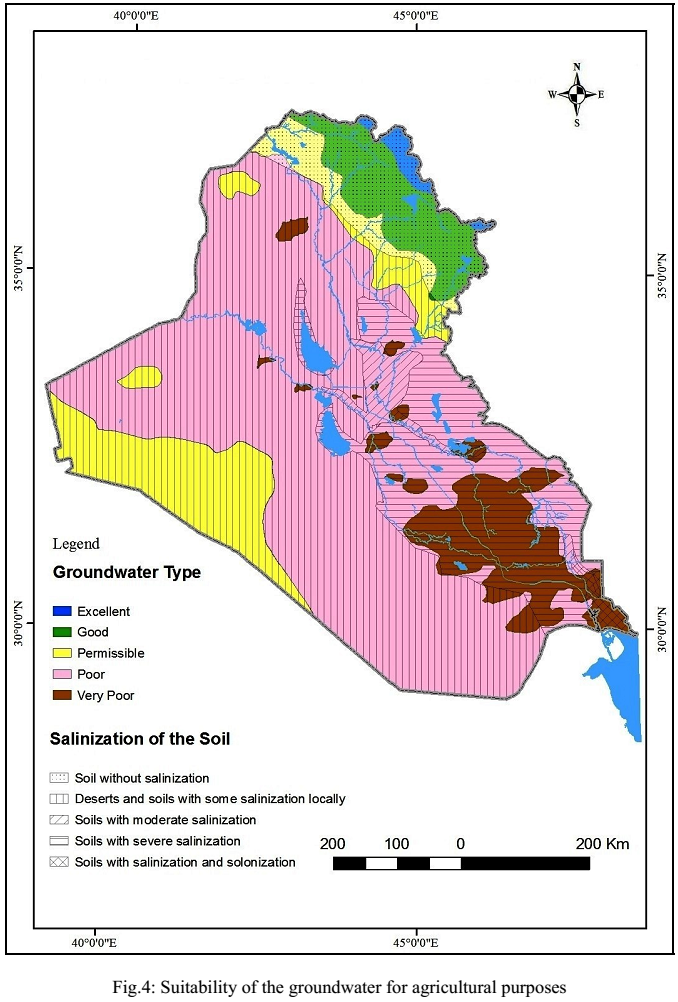 40°0'0"E 45°0'0"E
N
W E
S
35°0'0"N 35°0'0"N
Legend
Groundwater Type
Excellent
Good
Permissible
Poor
Very Poor
30°0'0"N 30°0'0"N
Salinization of the Soil
Soil without salinization
Deserts and soils with some salinization locally
Soils with moderate salinization
Soils with severe salinization
Soils with salinization and solonization
200 100 0 200 Km
40°0'0"E 45°0'0"E
Fig.4: Suitability of the groundwater for agricultural purposes